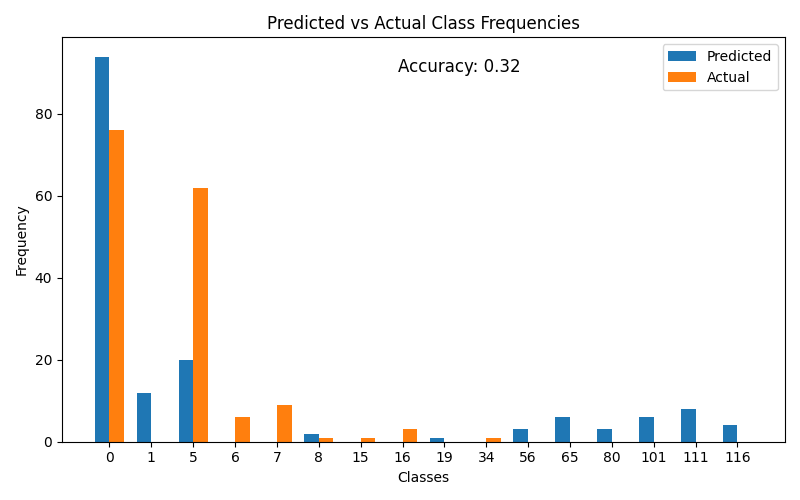 Predicted vs Actual Class Frequencies
Accuracy: 0.32
Predicted
Actual
Frequency
80
60
40
20
0
0 1 5 6 7 8 15 16 19 34 56 65 80 101 111 116
Classes